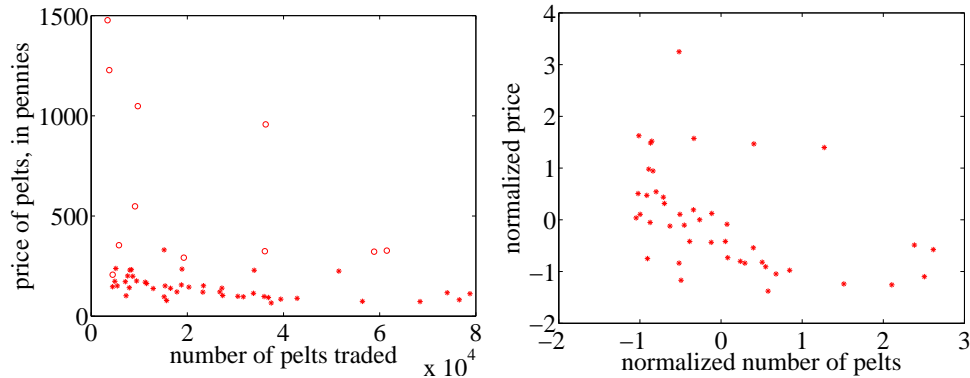 price of pelts, in pennies
1500
1000
500
0
0 2 4 6 8
number of pelts traded
x 10^4
normalized price
4
3
2
1
0
−1
−2
−2 −1 0 1 2 3
normalized number of pelts